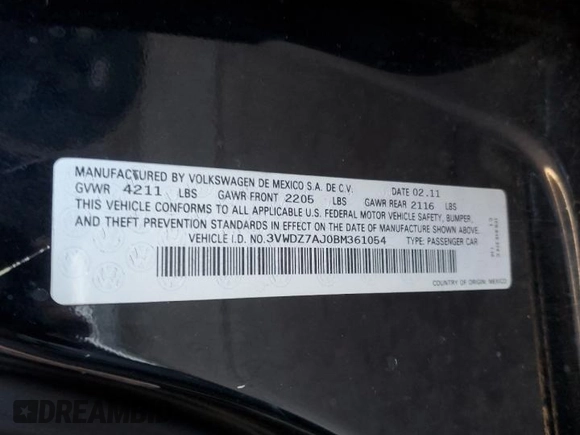 MANUFACTURED BY VOLKSWAGEN DE MEXICO S.A. DE C.V. DATE 02.11
GVWR 4211 LBS GAWR FRONT 2205 LBS GAWR REAR 2116 LBS
THIS VEHICLE CONFORMS TO ALL U.S. FEDERAL MOTOR VEHICLE SAFETY, BUMPER,
AND THEFT PREVENTION STANDARDS IN EFFECT ON THE DATE OF MANUFACTURE SHOWN ABOVE.
VEHICLE I.D. NO. 3VWDZ7AJ0BM361054 TYPE: PASSENGER CAR
COUNTRY OF ORIGIN: MEXICO